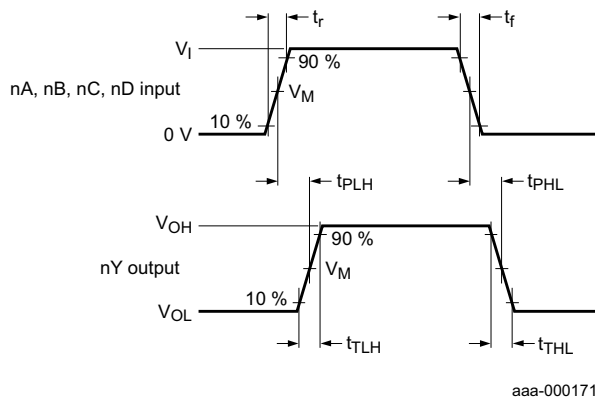 tr
tf
VI
90 %
nA, nB, nC, nD input
VM
10 %
0 V
tPLH
tPHL
VOH
90 %
nY output
VM
10 %
VOL
tTLH
tTHL
aaa-000171